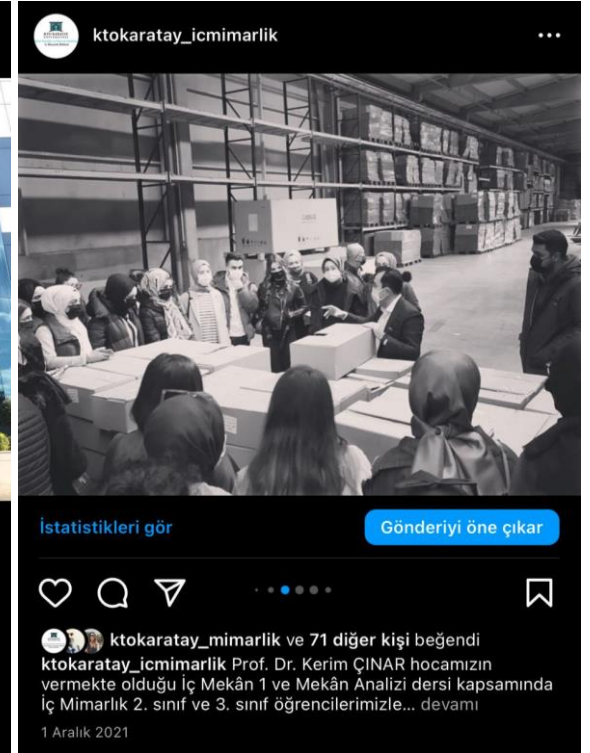 ktokaratay_icmimarlik
İstatistikleri gör
Gönderiyi öne çıkar
ktokaratay_mimarlik ve 71 diğer kişi beğendi
ktokaratay_icmimarlik Prof. Dr. Kerim ÇINAR hocamızın
vermekte olduğu İç Mekân 1 ve Mekân Analizi dersi kapsamında
İç Mimarlık 2. sınıf ve 3. sınıf öğrencilerimizle... devamı
1 Aralık 2021